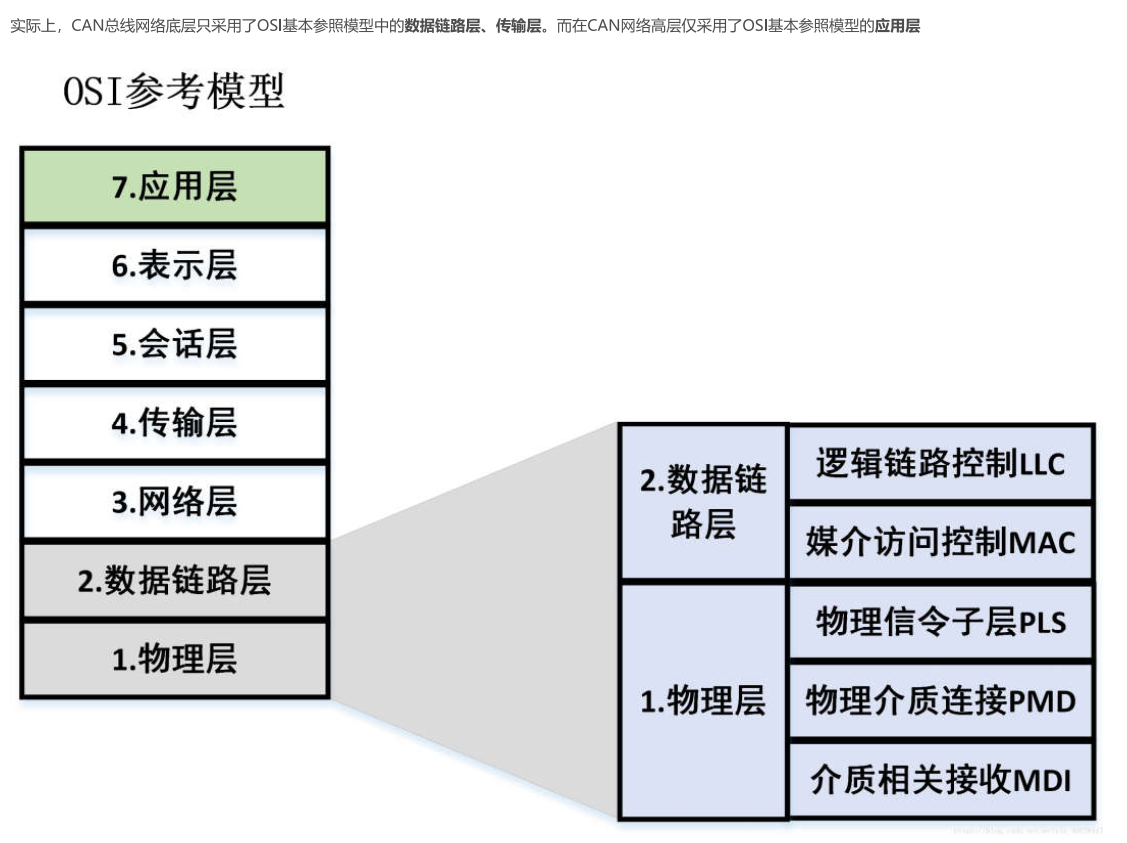 实际上，CAN总线网络底层只采用了OSI基本参照模型中的数据链路层、传输层。而在CAN网络高层仅采用了OSI基本参照模型的应用层
OSI参考模型
7.应用层
6.表示层
5.会话层
4.传输层
3.网络层
2.数据链路层
1.物理层
2.数据链
路层
逻辑链路控制LLC
媒介访问控制MAC
1.物理层
物理信令子层PLS
物理介质连接PMD
介质相关接收MDI